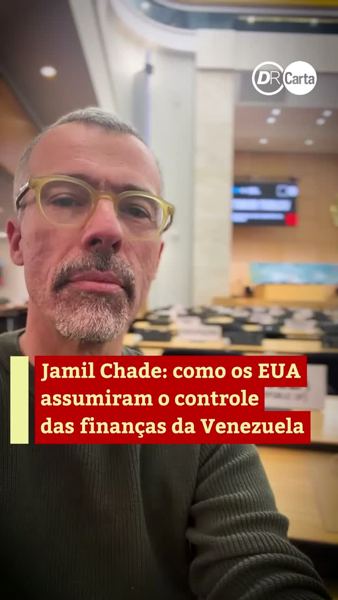 DR Carta
Jamil Chade: como os EUA
assumiram o controle
das finanças da Venezuela